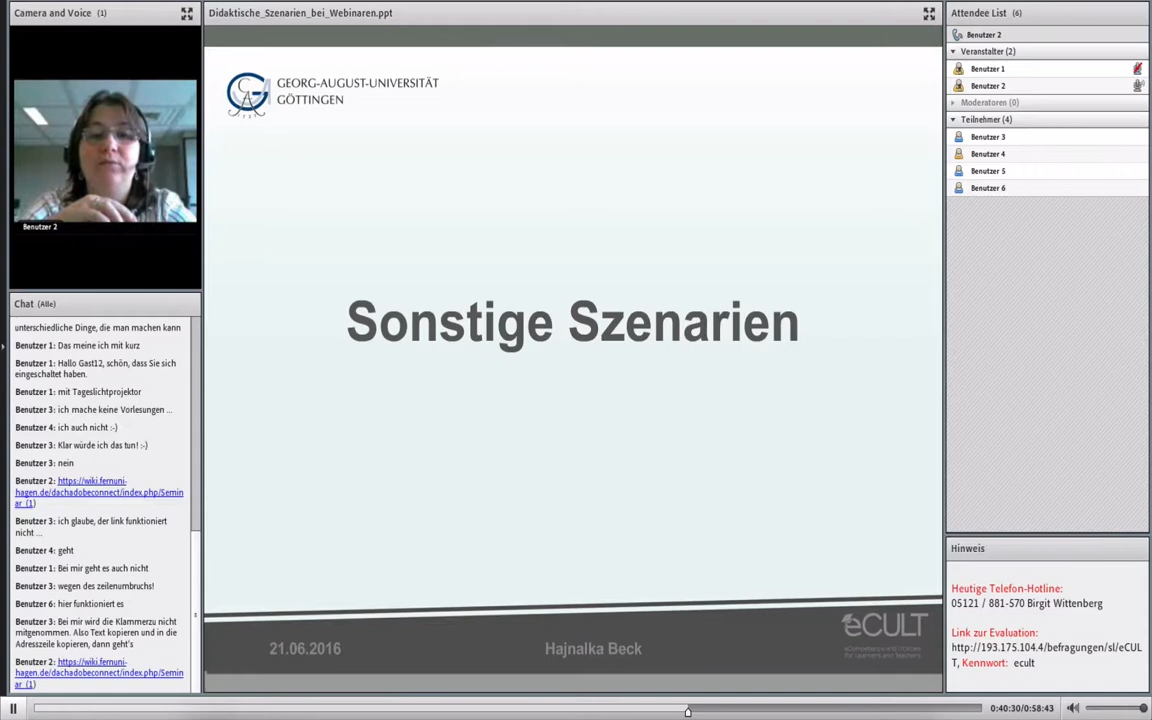 Camera and Voice (1)
Benutzer 2
Chat (Alle)
unterschiedliche Dinge, die man machen kann
Benutzer 1: Das meine ich mit kurz
Benutzer 1: Hallo Gast12, schön, dass Sie sich
eingeschaltet haben.
Benutzer 1: mit Tageslichtprojektor
Benutzer 3: ich mache keine Vorlesungen ...
Benutzer 4: ich auch nicht :-)
Benutzer 3: Klar würde ich das tun! :-)
Benutzer 3: nein
Benutzer 2: https://wiki.fernuni-
hagen.de/dachadobeconnect/index.php/Semin
ar_(1)
Benutzer 3: ich glaube, der link funktioniert
nicht ...
Benutzer 4: geht
Benutzer 1: Bei mir geht es auch nicht
Benutzer 3: wegen des zeilenumbruchs!
Benutzer 6: hier funktioniert es
Benutzer 3: Bei mir wird die Klammerzu nicht
mitgenommen. Also Text kopieren und in die
Adresszeile kopieren, dann geht's
Benutzer 2: https://wiki.fernuni-
hagen.de/dachadobeconnect/index.php/Semin
ar_(1)
Didaktische_Szenarien_bei_Webinaren.ppt
GEORG-AUGUST-UNIVERSITÄT
GÖTTINGEN
Sonstige Szenarien
21.06.2016
Hajnalka Beck
eCULT
Attendee List (6)
Benutzer 2
Veranstalter (2)
Benutzer 1
Benutzer 2
Moderatoren (0)
Teilnehmer (4)
Benutzer 3
Benutzer 4
Benutzer 5
Benutzer 6
Hinweis
Heutige Telefon-Hotline:
05121 / 881-570 Birgit Wittenberg
Link zur Evaluation:
http://193.175.104.4/befragungen/sl/eCUL
T, Kennwort: ecult
0:40:30/0:58:43